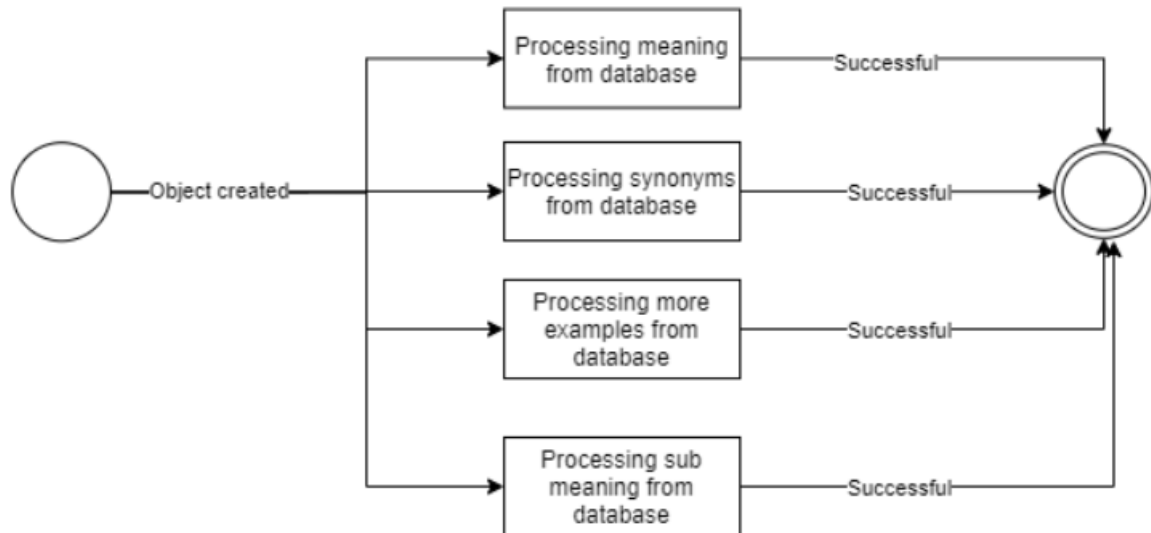 Processing meaning
from database
Successful
Object created
Processing synonyms
from database
Successful
Processing more
examples from
database
Successful
Processing sub
meaning from
database
Successful